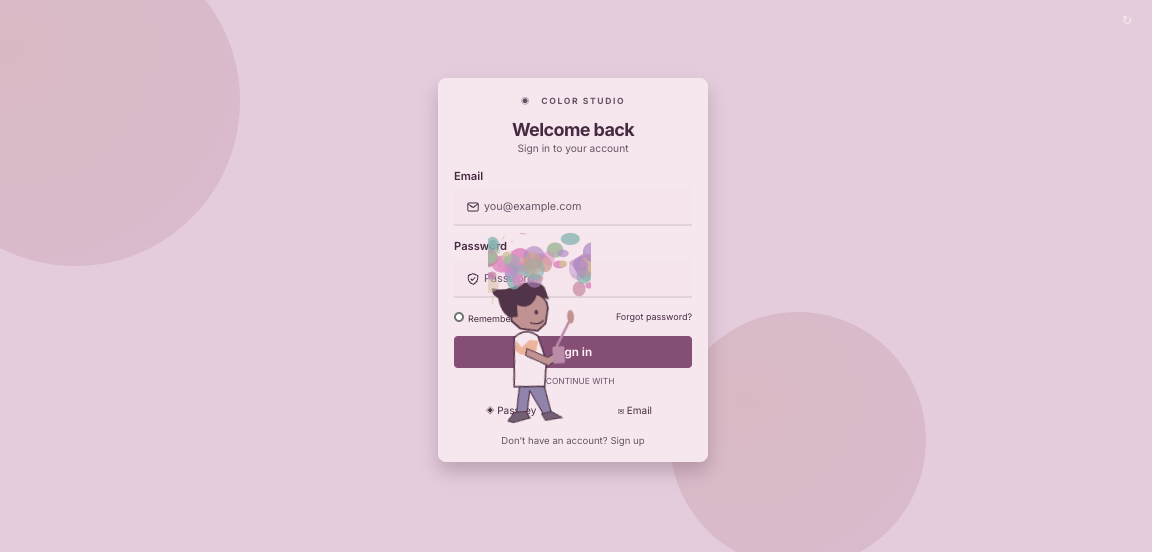 COLOR STUDIO
Welcome back
Sign in to your account
Email
you@example.com
Password
Password
Forgot password?
CONTINUE WITH
Email
Don't have an account? Sign up